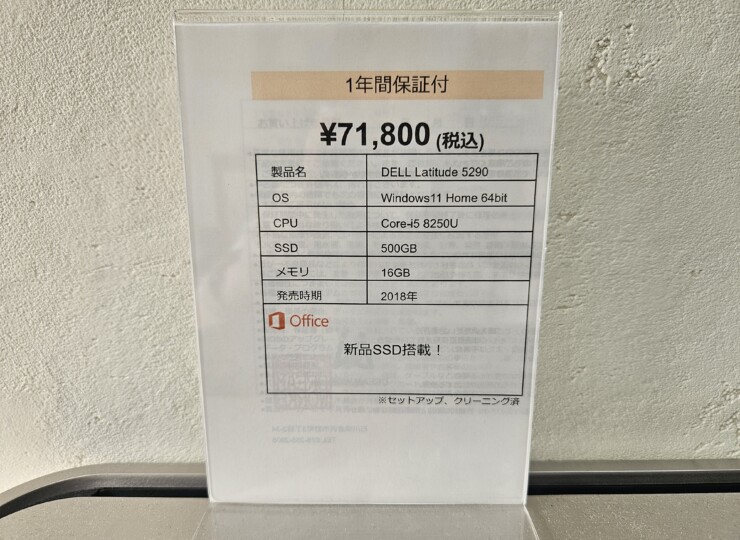 1年間保証付
¥71,800 (税込)
製品名 DELL Latitude 5290
OS Windows11 Home 64bit
CPU Core-i5 8250U
SSD 500GB
メモリ 16GB
発売時期 2018年
Office
新品SSD搭載！
※セットアップ、クリーニング済